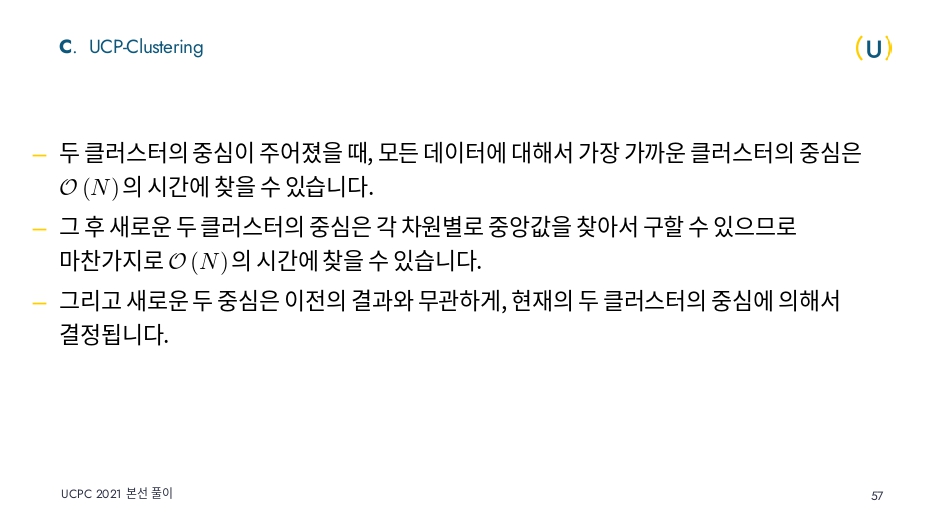 C. UCP-Clustering
(U)
– 두 클러스터의 중심이 주어졌을 때, 모든 데이터에 대해서 가장 가까운 클러스터의 중심은
O (N)의 시간에 찾을 수 있습니다.
– 그 후 새로운 두 클러스터의 중심은 각 차원별로 중앙값을 찾아서 구할 수 있으므로
마찬가지로 O (N)의 시간에 찾을 수 있습니다.
– 그리고 새로운 두 중심은 이전의 결과와 무관하게, 현재의 두 클러스터의 중심에 의해서
결정됩니다.
UCPC 2021 본선 풀이
57